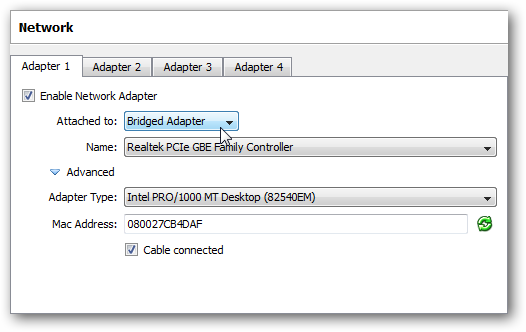 Network
Adapter 1 Adapter 2 Adapter 3 Adapter 4
Enable Network Adapter
Attached to: Bridged Adapter
Name: Realtek PCIe GBE Family Controller
Advanced
Adapter Type: Intel PRO/1000 MT Desktop (82540EM)
Mac Address: 080027CB4DAF
Cable connected